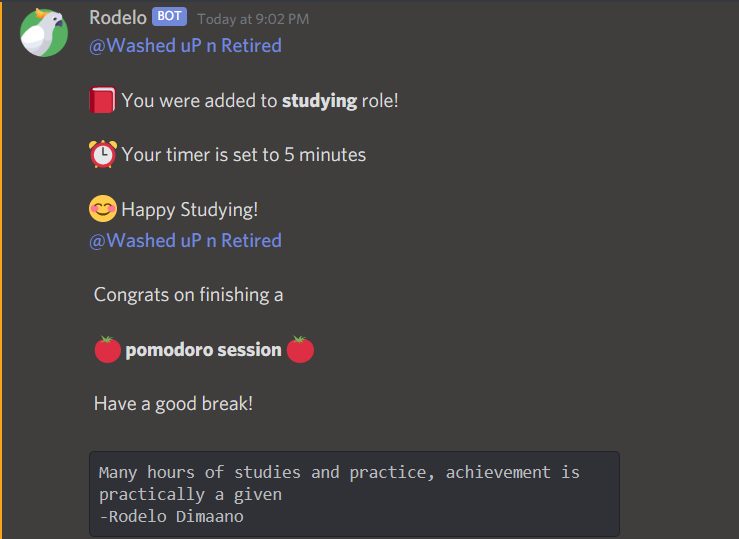 Rodelo BOT Today at 9:02 PM
@Washed uP n Retired
You were added to studying role!
Your timer is set to 5 minutes
Happy Studying!
@Washed uP n Retired
Congrats on finishing a
pomodoro session
Have a good break!
Many hours of studies and practice, achievement is
practically a given
-Rodelo Dimaano